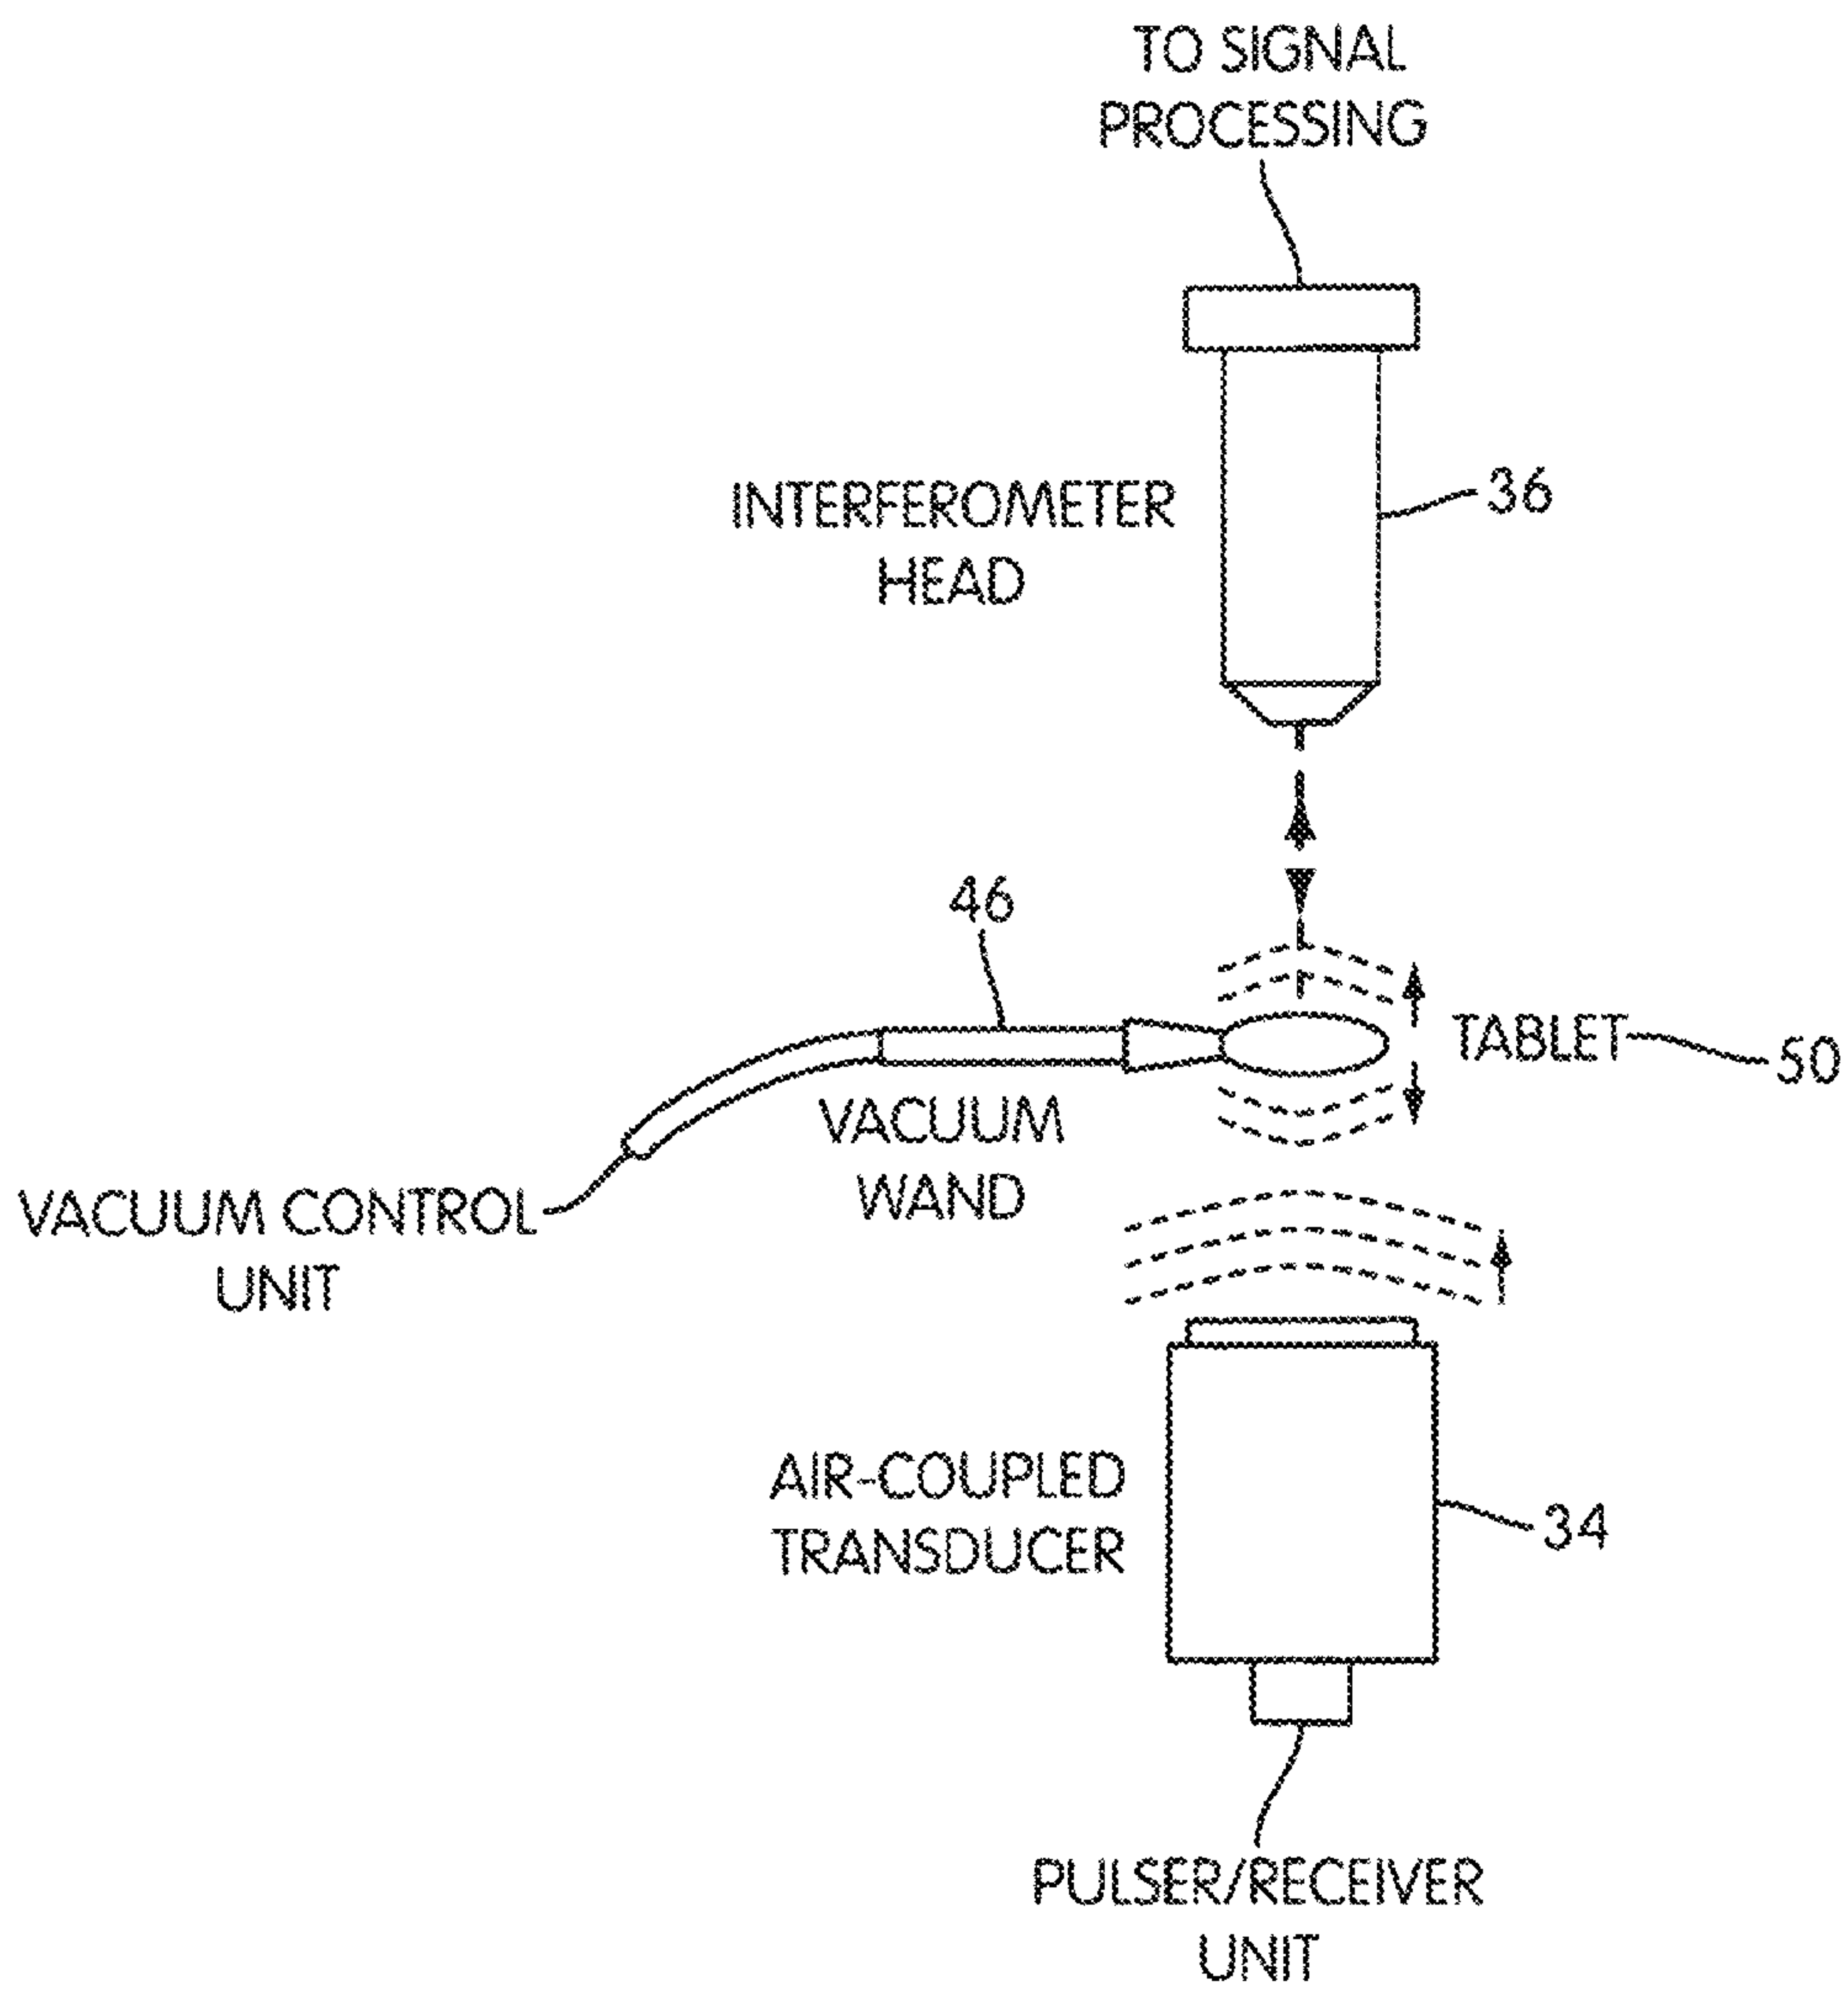 TO SIGNAL
PROCESSING
INTERFEROMETER
HEAD
36
46
TABLET
50
VACUUM
WAND
VACUUM CONTROL
UNIT
AIR-COUPLED
TRANSDUCER
34
PULSER/RECEIVER
UNIT